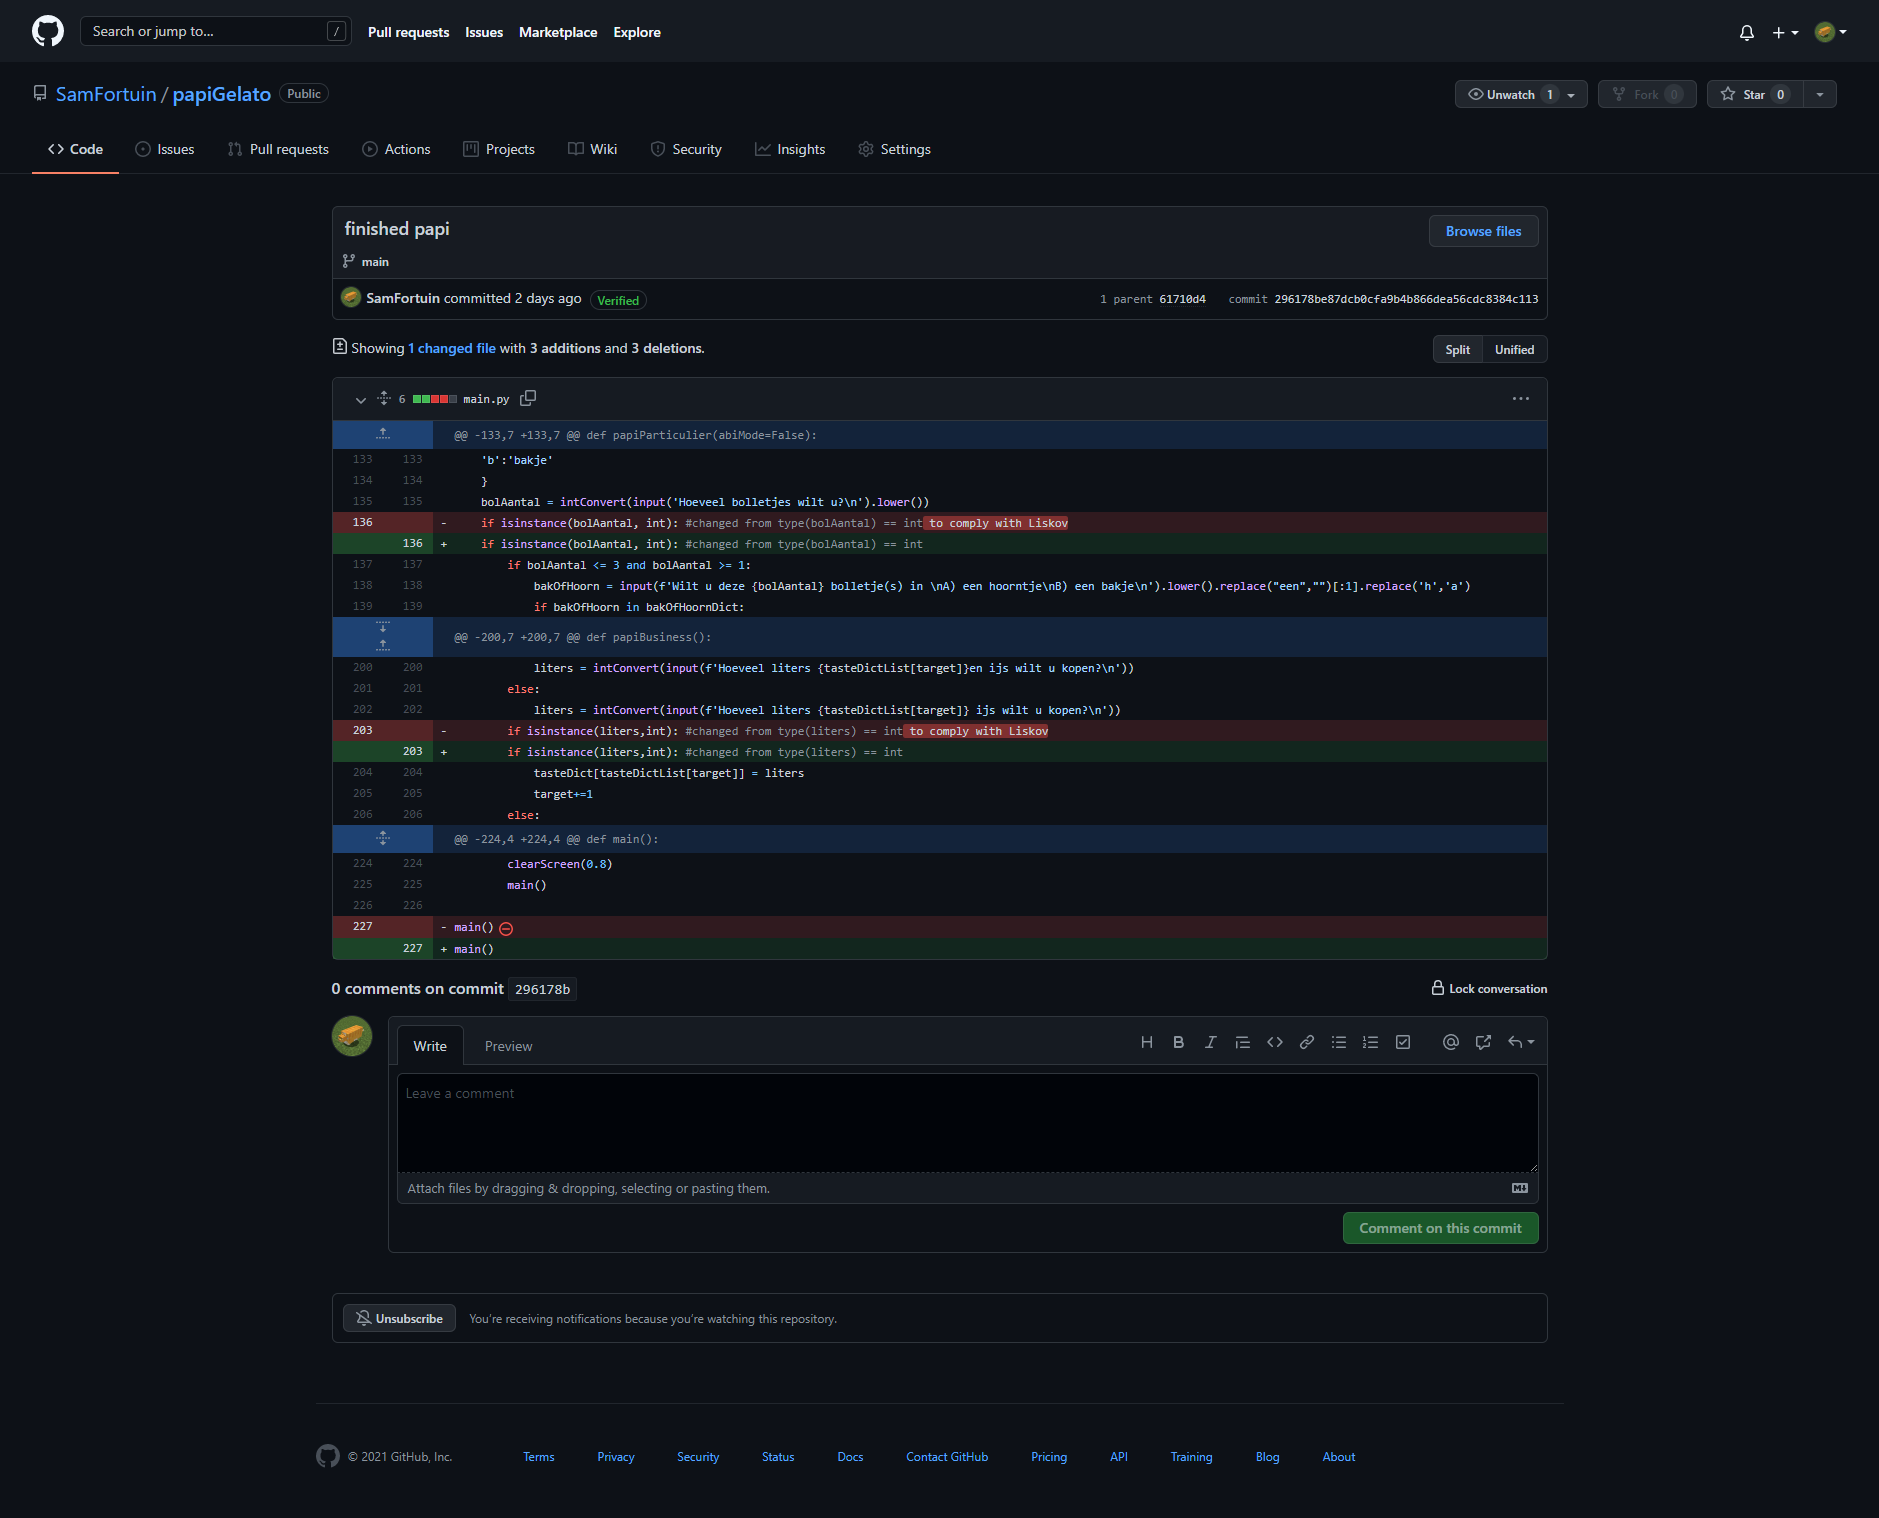 Search or jump to... /
Pull requests Issues Marketplace Explore
SamFortuin / papiGelato Public
Unwatch 1 Fork 0 Star 0
Code Issues Pull requests Actions Projects Wiki Security Insights Settings
finished papi
Browse files
main
SamFortuin committed 2 days ago Verified
1 parent 61710d4 commit 296178be87dcb0cfa9b4b866dea56cdc8384c113
Showing 1 changed file with 3 additions and 3 deletions.
Split Unified
6 main.py
@@ -133,7 +133,7 @@ def papiParticulier(abiMode=False):
133 133 'b':'bakje'
134 134 }
135 135 bolAantal = intConvert(input('Hoeveel bolletjes wilt u?\n').lower())
136 - if isinstance(bolAantal, int): #changed from type(bolAantal) == int to comply with Liskov
136 + if isinstance(bolAantal, int): #changed from type(bolAantal) == int
137 137 if bolAantal <= 3 and bolAantal >= 1:
138 138 bakOfHoorn = input(f'Wilt u deze {bolAantal} bolletje(s) in \nA) een hoorntje\nB) een bakje\n').lower().replace("een","")[:1].replace('h','a')
139 139 if bakOfHoorn in bakOfHoornDict:
@@ -200,7 +200,7 @@ def papiBusiness():
200 200 liters = intConvert(input(f'Hoeveel liters {tasteDictList[target]}en ijs wilt u kopen?\n'))
201 201 else:
202 202 liters = intConvert(input(f'Hoeveel liters {tasteDictList[target]} ijs wilt u kopen?\n'))
203 - if isinstance(liters,int): #changed from type(liters) == int to comply with Liskov
203 + if isinstance(liters,int): #changed from type(liters) == int
204 204 tasteDict[tasteDictList[target]] = liters
205 205 target+=1
206 206 else:
@@ -224,4 +224,4 @@ def main():
224 224 clearScreen(0.8)
225 225 main()
226 226
227 - main()
227 + main()
0 comments on commit 296178b
Lock conversation
Write Preview
Leave a comment
Attach files by dragging & dropping, selecting or pasting them.
Comment on this commit
Unsubscribe You're receiving notifications because you're watching this repository.
© 2021 GitHub, Inc. Terms Privacy Security Status Docs Contact GitHub Pricing API Training Blog About